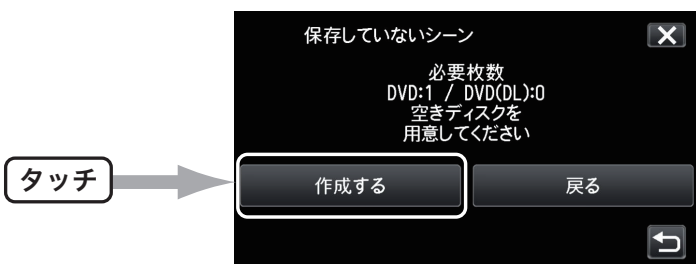 保存していないシーン
必要枚数
DVD:1 / DVD(DL):0
空きディスクを
用意してください
タッチ
作成する
戻る